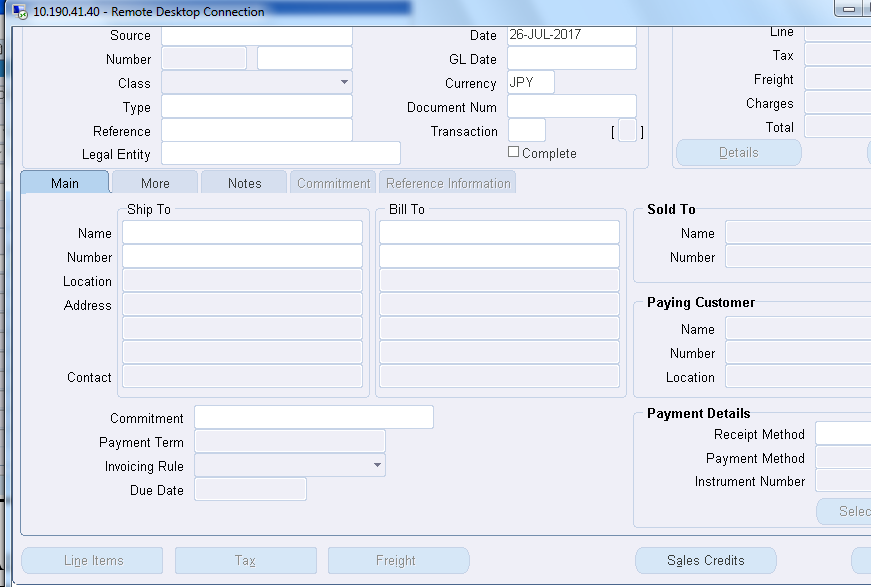 10.190.41.40 - Remote Desktop Connection
Source Date 26-JUL-2017 Line
Number GL Date Tax
Class Currency JPY Freight
Type Document Num Charges
Reference Transaction [ ] Total
Legal Entity Complete Details
Main More Notes Commitment Reference Information
Ship To Bill To Sold To
Name Name
Number Number
Location
Address Paying Customer
Name
Number
Contact Location
Commitment Payment Details
Receipt Method
Payment Term Payment Method
Invoicing Rule Instrument Number
Due Date
Selec
Line Items Tax Freight Sales Credits